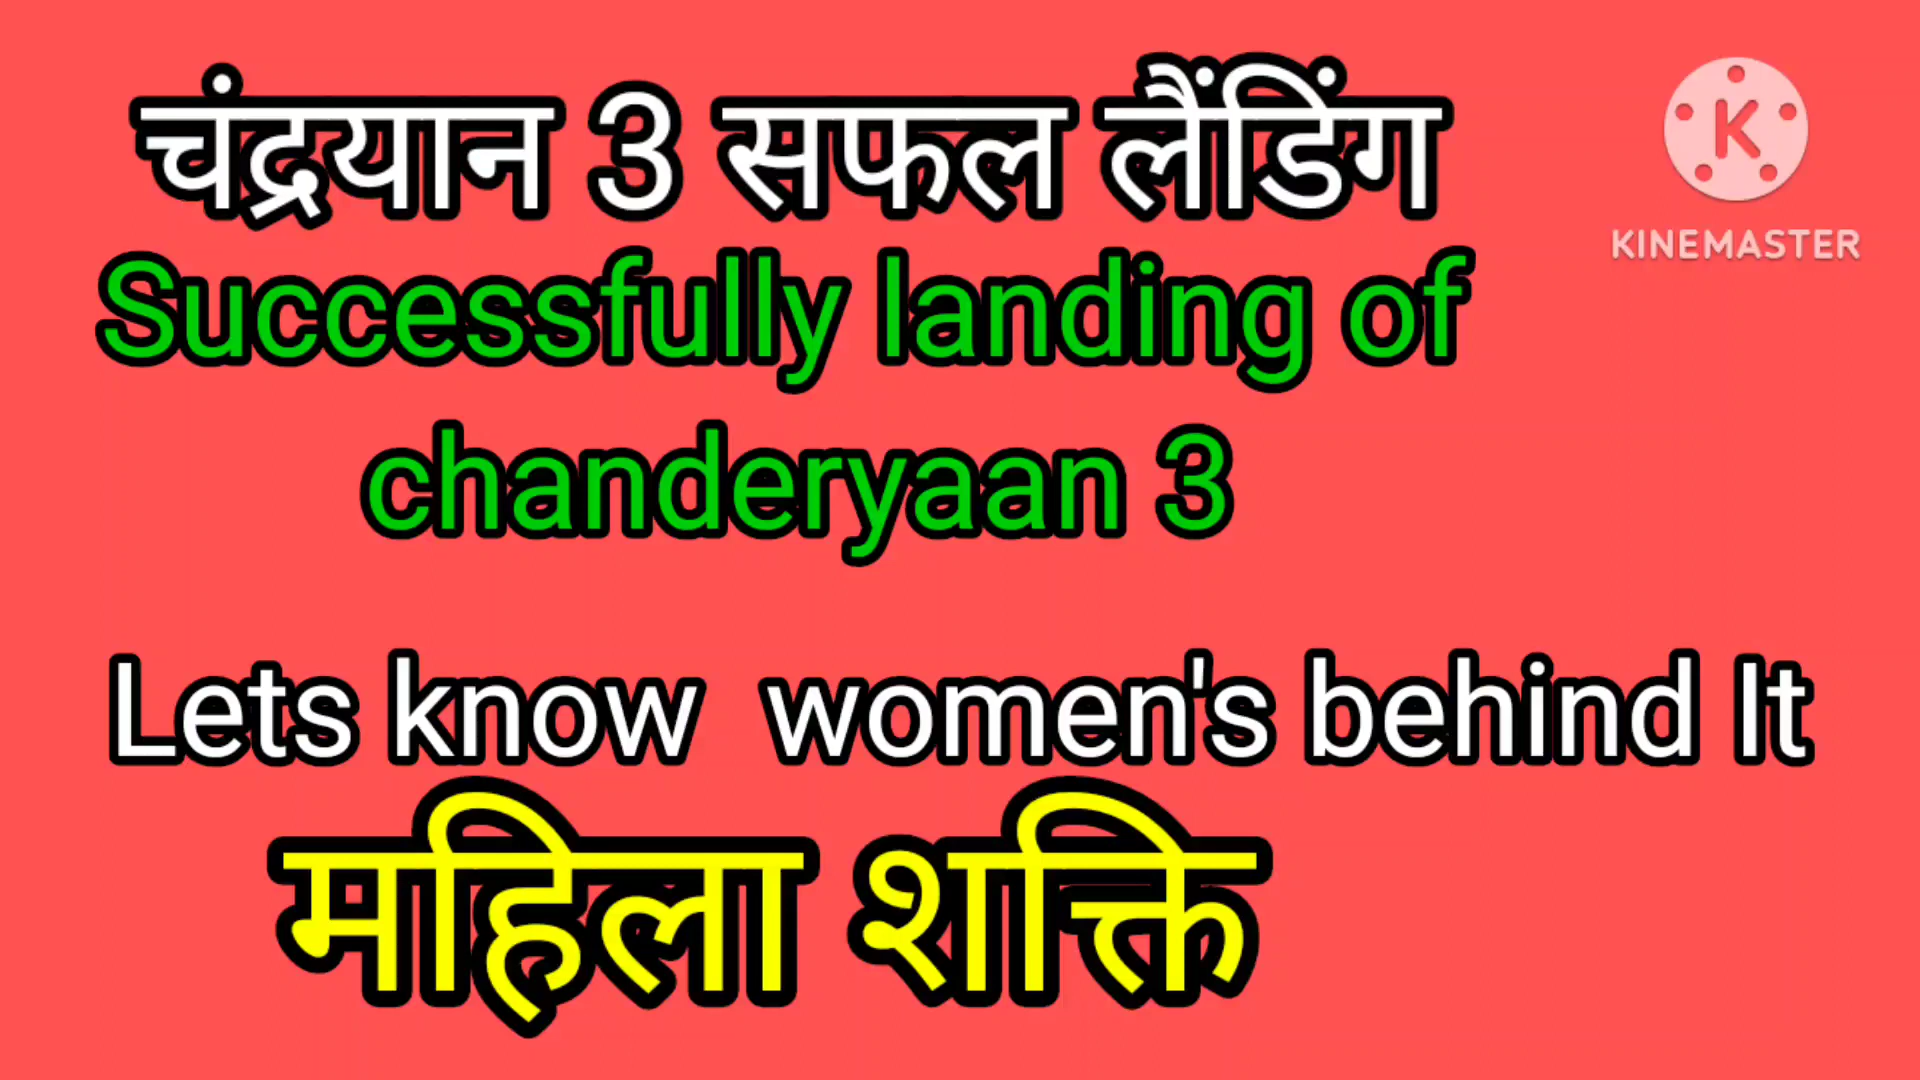 चंद्रयान 3 सफल लैंडिंग
K
KINEMASTER
Successfully landing of
chanderyaan 3
Lets know women's behind It
महिला शक्ति